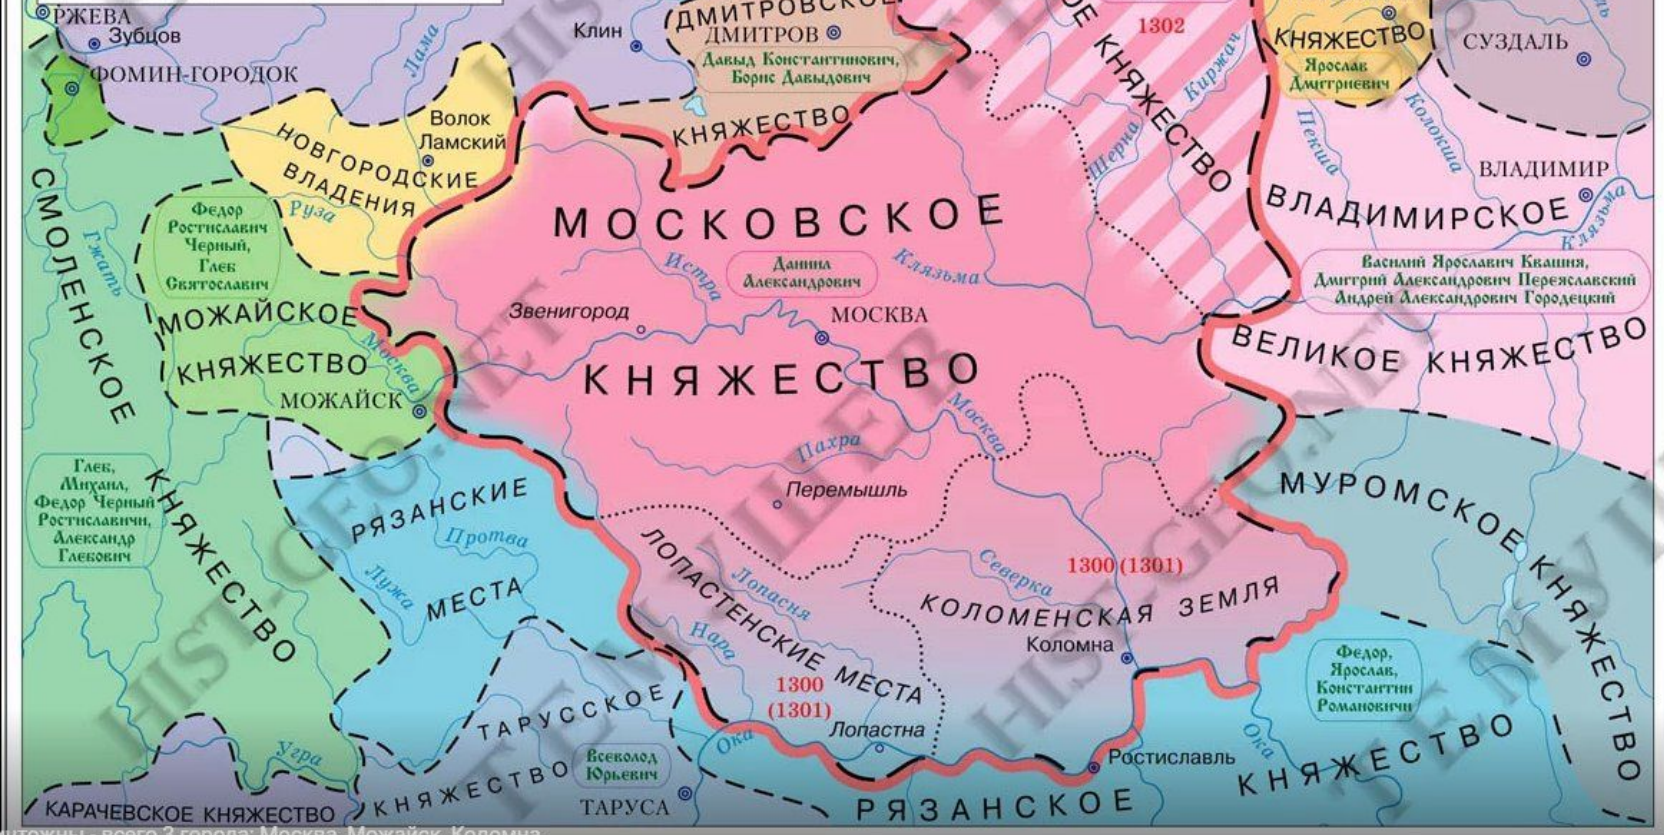 РЖЕВА
Зубцов
ФОМИН-ГОРОДОК
Лама
Клин
ДМИТРОВСКОЕ
ДМИТРОВ
Давыд Константинович,
Борис Давыдович
КНЯЖЕСТВО
КНЯЖЕСТВО
1302
Киржач
Шерна
КНЯЖЕСТВО
Ярослав
Дмитриевич
СУЗДАЛЬ
Пекша
Колокша
ВЛАДИМИР
ВЛАДИМИРСКОЕ
Клязьма
Василий Ярославич Квашня,
Дмитрий Александрович Переяславский
Андрей Александрович Городецкий
ВЕЛИКОЕ КНЯЖЕСТВО
Волок
Ламский
НОВГОРОДСКИЕ
ВЛАДЕНИЯ
Руза
СМОЛЕНСКОЕ
КНЯЖЕСТВО
Гжать
Федор
Ростиславич
Черный,
Глеб
Святославич
МОЖАЙСКОЕ
КНЯЖЕСТВО
Москва
МОЖАЙСК
МОСКОВСКОЕ
КНЯЖЕСТВО
Истра
Даниил
Александрович
Клязьма
Звенигород
МОСКВА
Москва
Пахра
Перемышль
Глеб,
Михаил,
Федор Черный
Ростиславичи,
Александр
Глебович
РЯЗАНСКИЕ
МЕСТА
Протва
Лужа
ЛОПАСТЕНСКИЕ МЕСТА
Лопасня
Нара
1300
(1301)
Лопастна
Северка
1300 (1301)
КОЛОМЕНСКАЯ ЗЕМЛЯ
Коломна
МУРОМСКОЕ КНЯЖЕСТВО
Федор,
Ярослав,
Константин
Романовичи
Ока
Ростиславль
РЯЗАНСКОЕ КНЯЖЕСТВО
ТАРУССКОЕ
КНЯЖЕСТВО
Всеволод
Юрьевич
ТАРУСА
Ока
Угра
КАРАЧЕВСКОЕ КНЯЖЕСТВО
HIST-GEO.NET